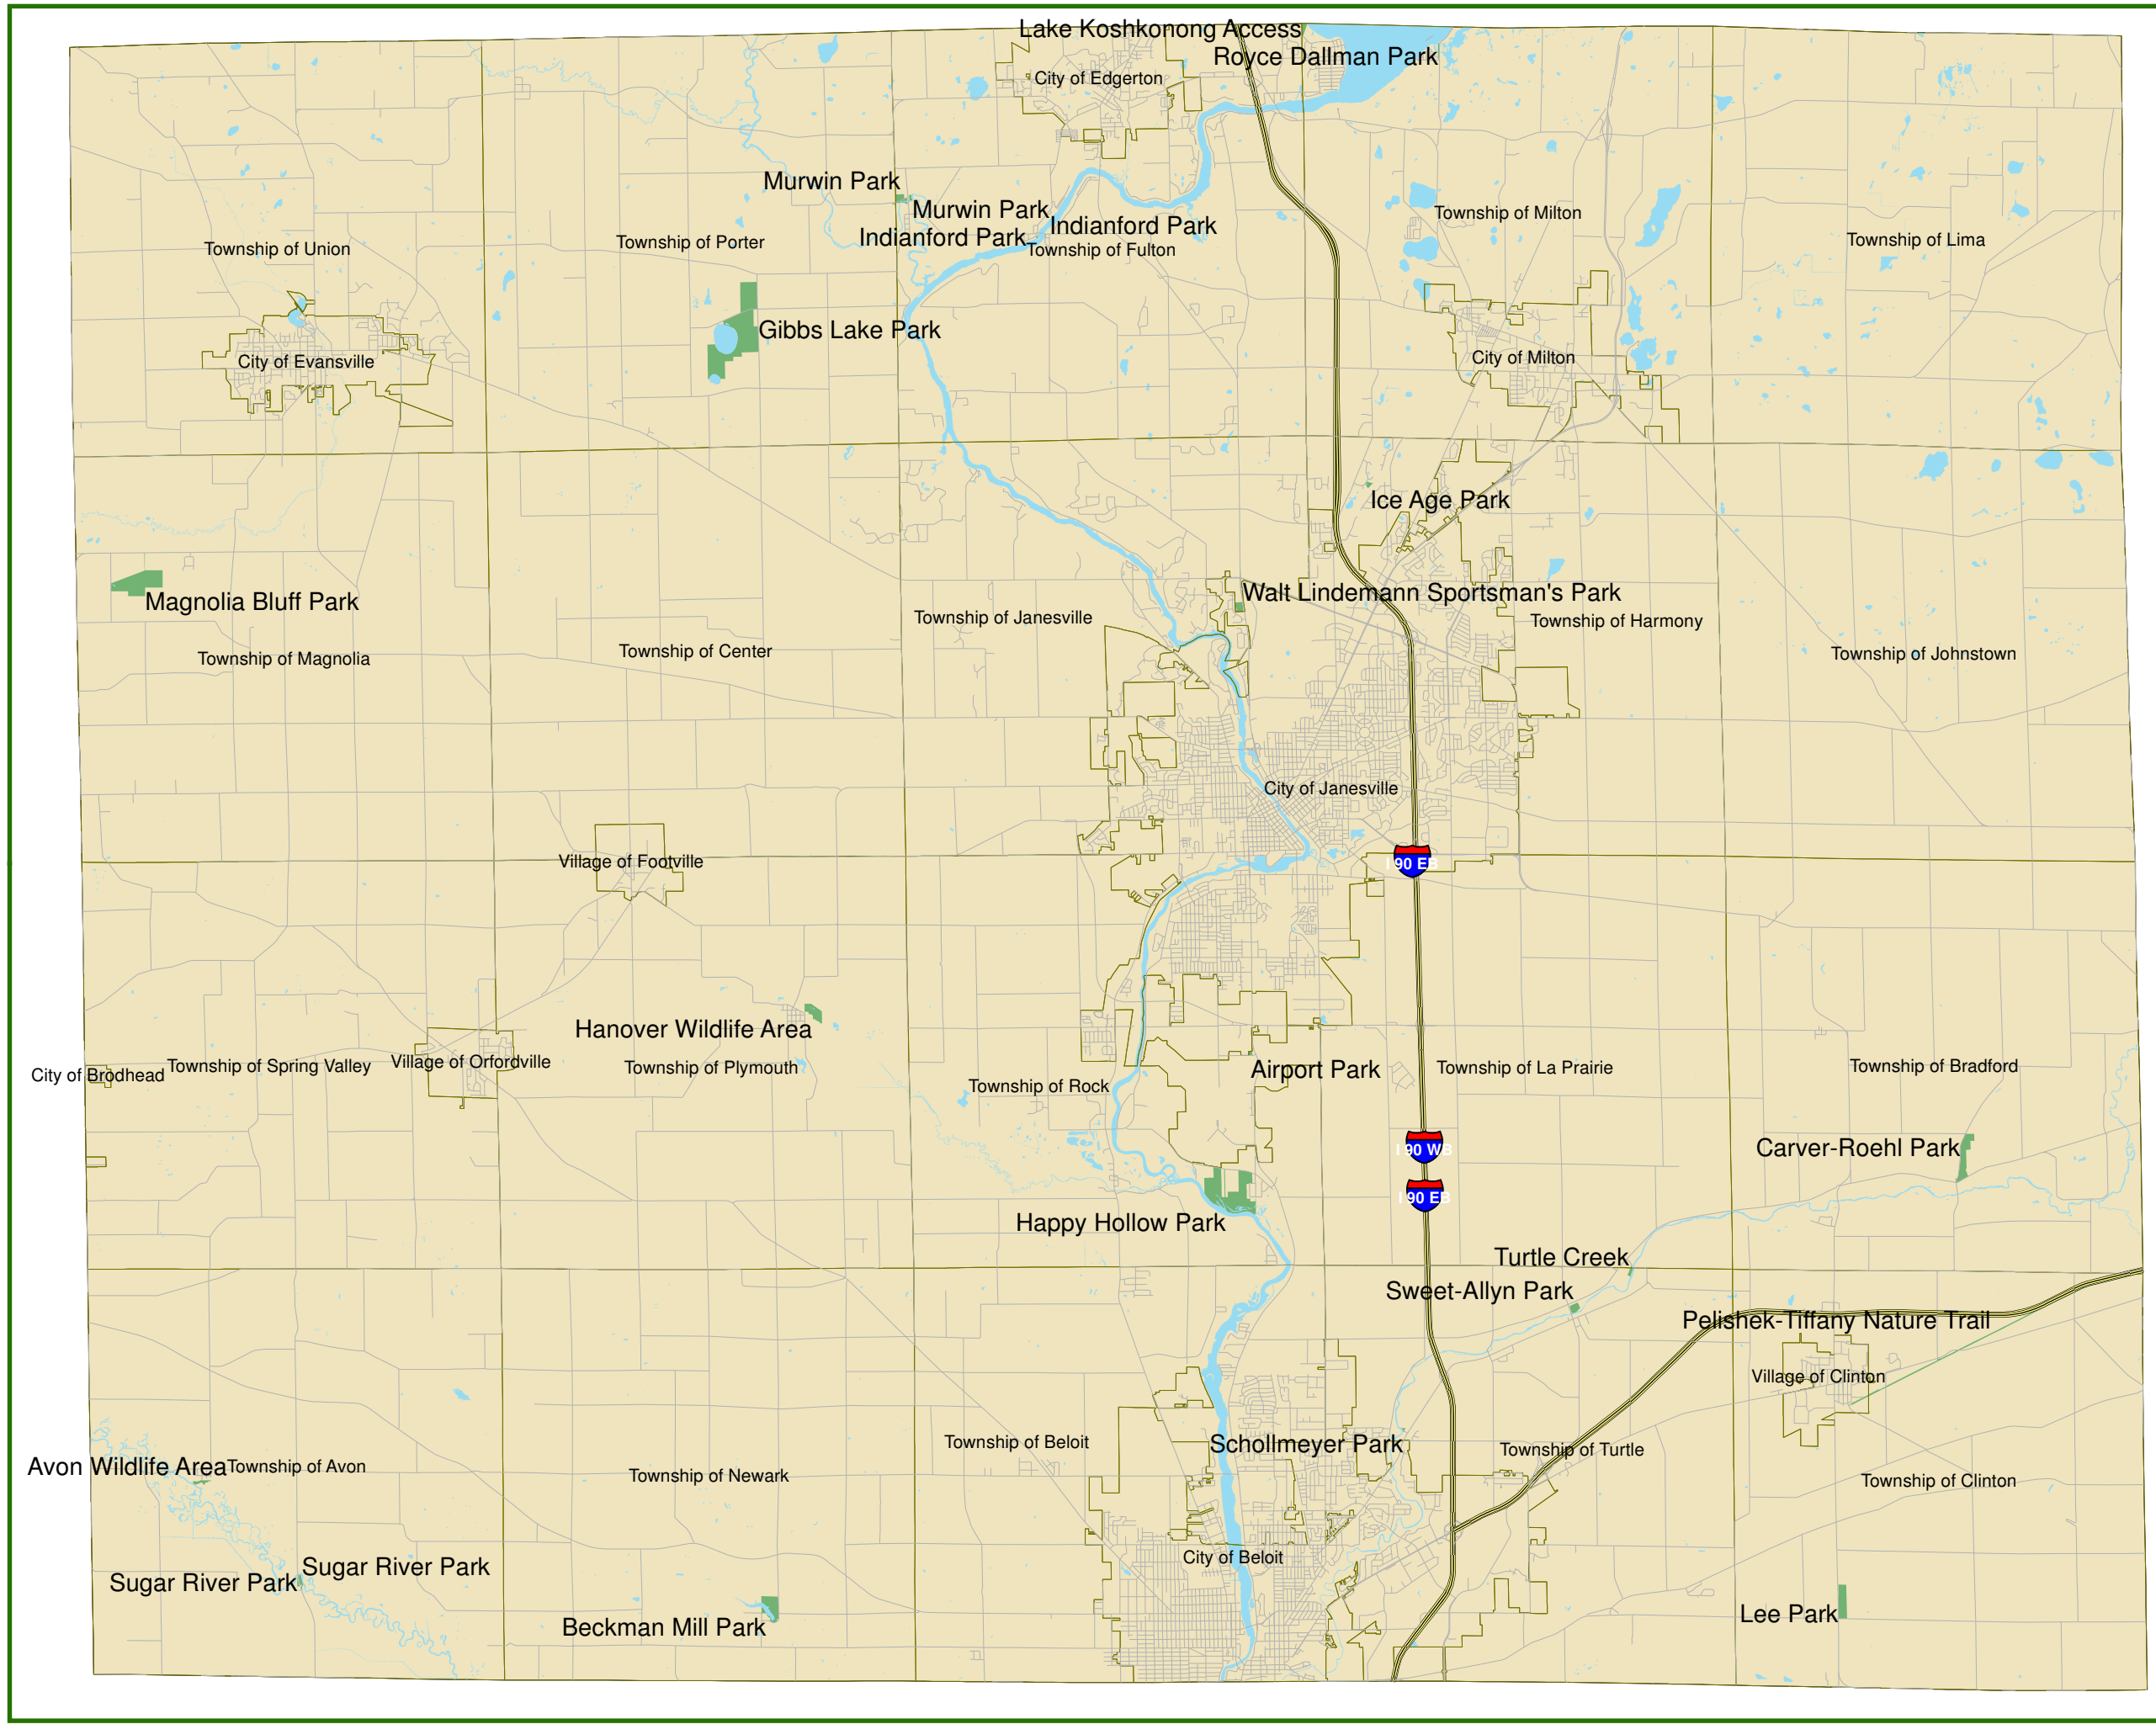 Lake Koshkonong Access
Royce Dallman Park
City of Edgerton
Murwin Park
Murwin Park
Indianford Park
Indianford Park
Township of Milton
Township of Union
Township of Porter
Township of Fulton
Township of Lima
Gibbs Lake Park
City of Evansville
City of Milton
Ice Age Park
Magnolia Bluff Park
Walt Lindemann Sportsman's Park
Township of Janesville
Township of Harmony
Township of Magnolia
Township of Center
Township of Johnstown
City of Janesville
Village of Footville
I 90 EB
Hanover Wildlife Area
City of Brodhead
Township of Spring Valley
Village of Orfordville
Township of Plymouth
Township of Rock
Airport Park
Township of La Prairie
Township of Bradford
I 90 WB
Carver-Roehl Park
I 90 EB
Happy Hollow Park
Turtle Creek
Sweet-Allyn Park
Pelishek-Tiffany Nature Trail
Village of Clinton
Avon Wildlife Area
Township of Avon
Township of Newark
Township of Beloit
Schollmeyer Park
Township of Turtle
Township of Clinton
City of Beloit
Sugar River Park
Sugar River Park
Beckman Mill Park
Lee Park